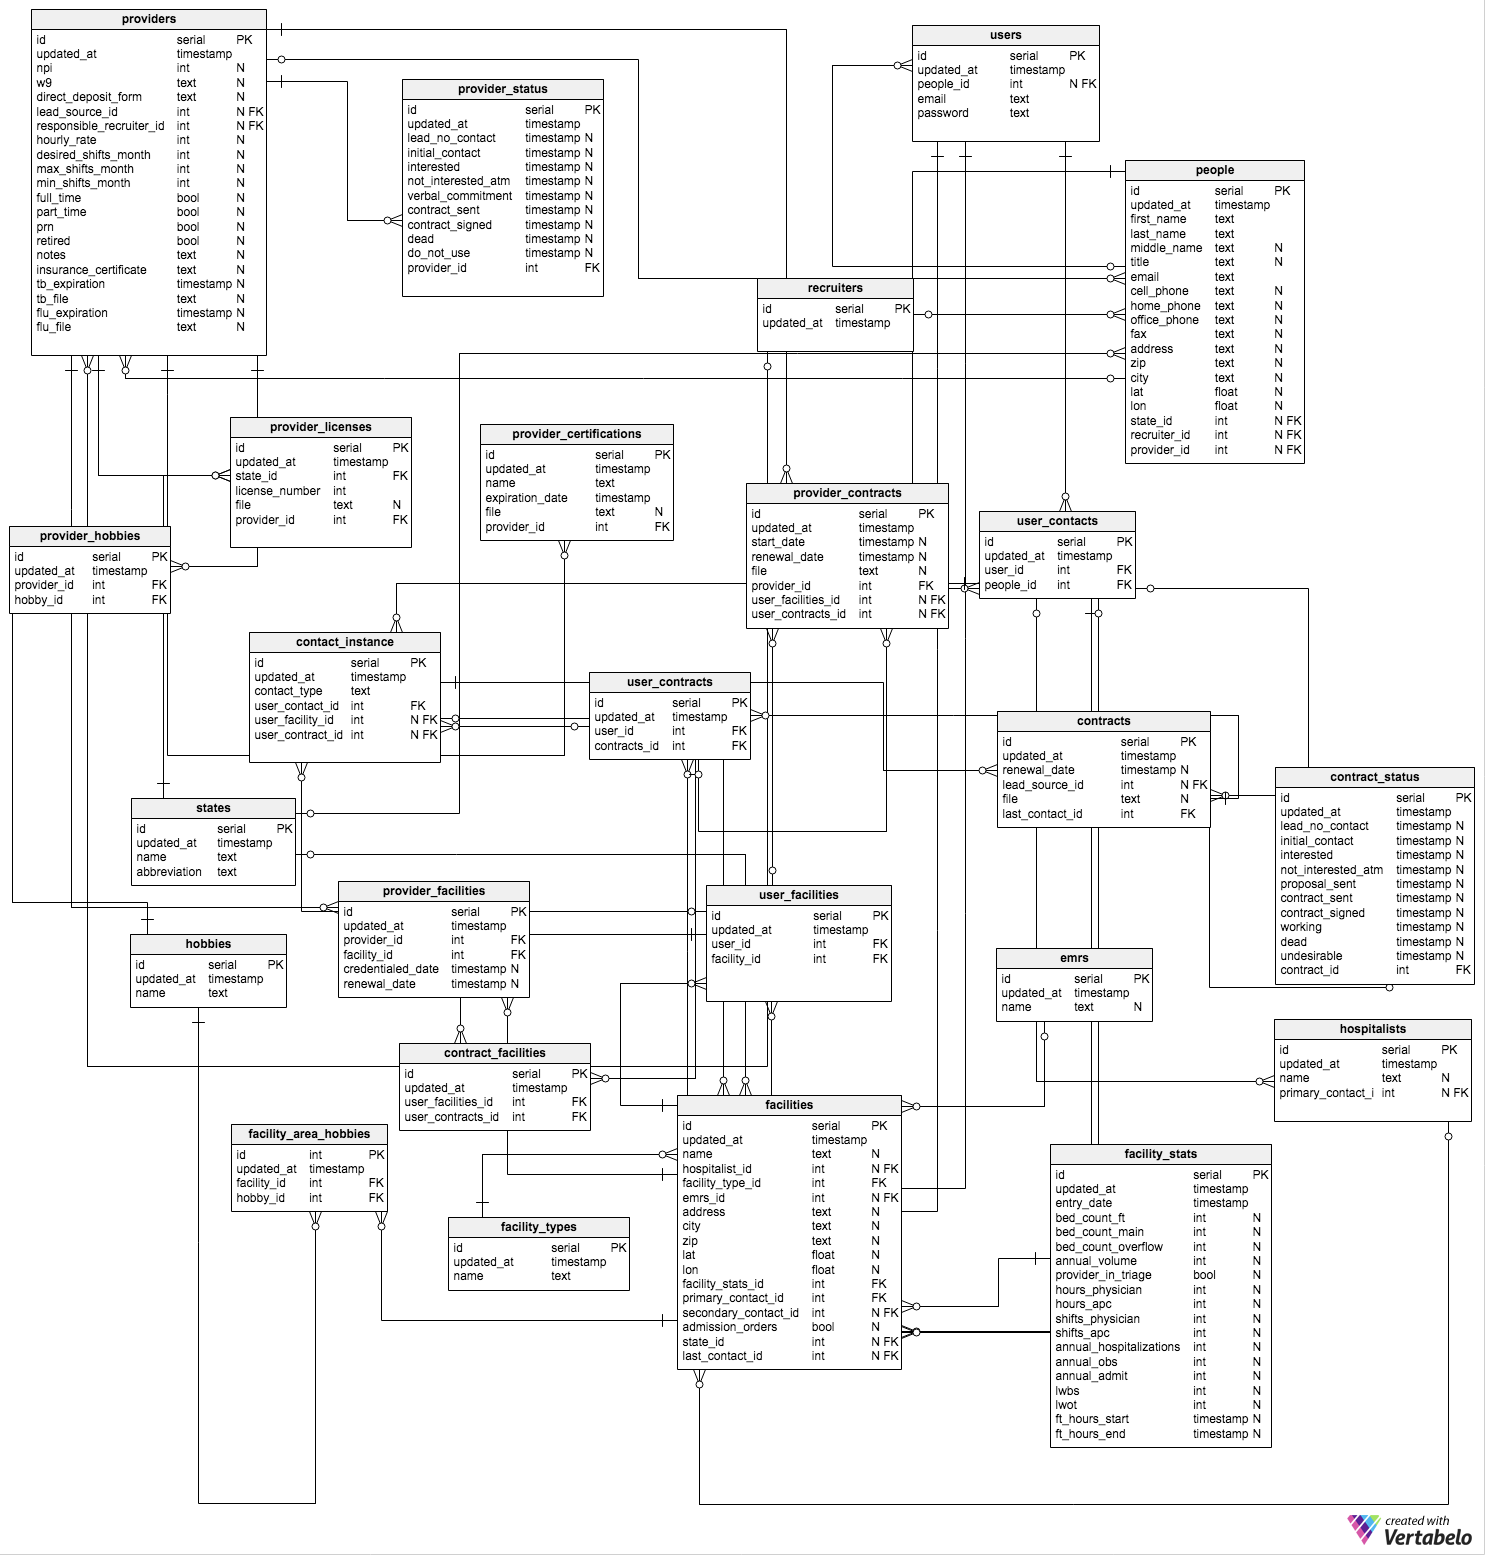 providers
id serial PK
updated_at timestamp
npi int N
w9 text N
direct_deposit_form text N
lead_source_id int N FK
responsible_recruiter_id int N FK
hourly_rate int N
desired_shifts_month int N
max_shifts_month int N
min_shifts_month int N
full_time bool N
part_time bool N
prn bool N
retired bool N
notes text N
insurance_certificate text N
tb_expiration timestamp N
tb_file text N
flu_expiration timestamp N
flu_file text N
provider_status
id serial PK
updated_at timestamp
lead_no_contact timestamp N
initial_contact timestamp N
interested timestamp N
not_interested_atm timestamp N
verbal_commitment timestamp N
contract_sent timestamp N
contract_signed timestamp N
dead timestamp N
do_not_use timestamp N
provider_id int FK
users
id serial PK
updated_at timestamp
people_id int N FK
email text
password text
people
id serial PK
updated_at timestamp
first_name text
last_name text
middle_name text N
title text N
email text
cell_phone text N
home_phone text N
office_phone text N
fax text N
address text N
zip text N
city text N
lat float N
lon float N
state_id int N FK
recruiter_id int N FK
provider_id int N FK
recruiters
id serial PK
updated_at timestamp
provider_licenses
id serial PK
updated_at timestamp
state_id int FK
license_number int
file text N
provider_id int FK
provider_certifications
id serial PK
updated_at timestamp
name text
expiration_date timestamp
file text N
provider_id int FK
provider_contracts
id serial PK
updated_at timestamp
start_date timestamp N
renewal_date timestamp N
file text N
provider_id int FK
user_facilities_id int N FK
user_contracts_id int N FK
user_contacts
id serial PK
updated_at timestamp
user_id int FK
people_id int FK
provider_hobbies
id serial PK
updated_at timestamp
provider_id int FK
hobby_id int FK
contact_instance
id serial PK
updated_at timestamp
contact_type text
user_contact_id int FK
user_facility_id int N FK
user_contract_id int N FK
user_contracts
id serial PK
updated_at timestamp
user_id int FK
contracts_id int FK
contracts
id serial PK
updated_at timestamp
renewal_date timestamp N
lead_source_id int N FK
file text N
last_contact_id int FK
contract_status
id serial PK
updated_at timestamp
lead_no_contact timestamp N
initial_contact timestamp N
interested timestamp N
not_interested_atm timestamp N
proposal_sent timestamp N
contract_sent timestamp N
contract_signed timestamp N
working timestamp N
dead timestamp N
undesirable timestamp N
contract_id int FK
states
id serial PK
updated_at timestamp
name text
abbreviation text
provider_facilities
id serial PK
updated_at timestamp
provider_id int FK
facility_id int FK
credentialed_date timestamp N
renewal_date timestamp N
user_facilities
id serial PK
updated_at timestamp
user_id int FK
facility_id int FK
hobbies
id serial PK
updated_at timestamp
name text
emrs
id serial PK
updated_at timestamp
name text N
hospitalists
id serial PK
updated_at timestamp
name text N
primary_contact_i int N FK
contract_facilities
id serial PK
updated_at timestamp
user_facilities_id int FK
user_contracts_id int FK
facilities
id serial PK
updated_at timestamp
name text N
hospitalist_id int N FK
facility_type_id int FK
emrs_id int N FK
address text N
city text N
zip text N
lat float N
lon float N
facility_stats_id int FK
primary_contact_id int FK
secondary_contact_id int N FK
admission_orders bool N
state_id int N FK
last_contact_id int N FK
facility_area_hobbies
id int PK
updated_at timestamp
facility_id int FK
hobby_id int FK
facility_types
id serial PK
updated_at timestamp
name text
facility_stats
id serial PK
updated_at timestamp
entry_date timestamp
bed_count_ft int N
bed_count_main int N
bed_count_overflow int N
annual_volume int N
provider_in_triage bool N
hours_physician int N
hours_apc int N
shifts_physician int N
shifts_apc int N
annual_hospitalizations int N
annual_obs int N
annual_admit int N
lwbs int N
lwot int N
ft_hours_start timestamp N
ft_hours_end timestamp N
created with
Vertabelo